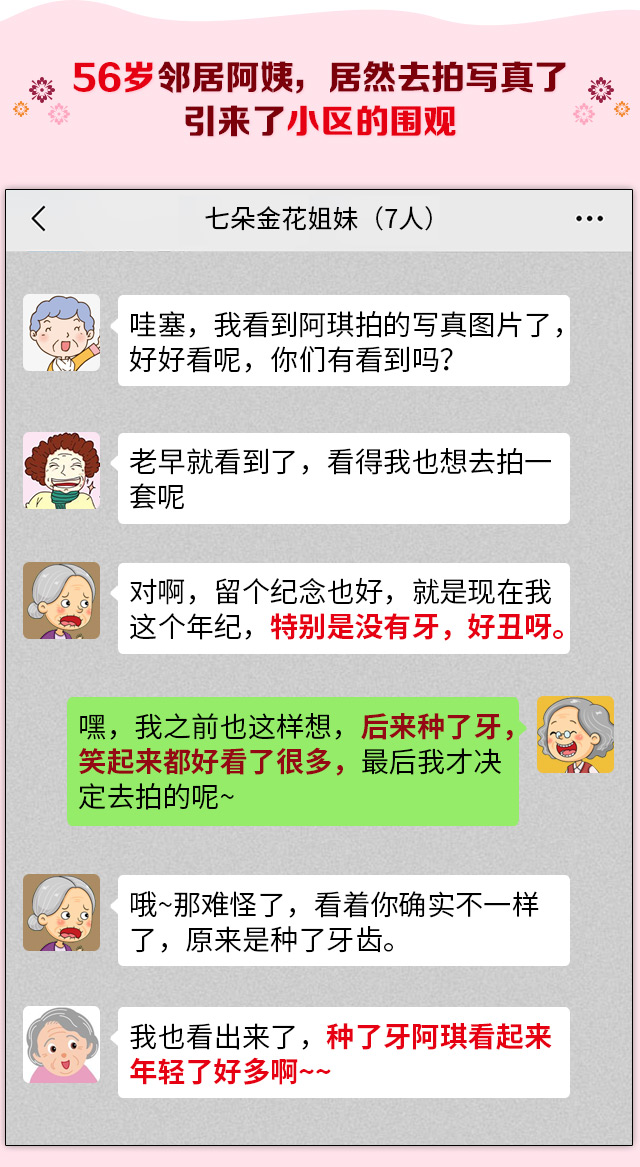 56岁邻居阿姨，居然去拍写真了
引来了小区的围观
七朵金花姐妹（7人）
哇塞，我看到阿琪拍的写真图片了，
好好看呢，你们有看到吗？
老早就看到了，看得我也想去拍一
套呢
对啊，留个纪念也好，就是现在我
这个年纪，特别是没有牙，好丑呀。
嘿，我之前也这样想，后来种了牙，
笑起来都好看了很多，最后我才决
定去拍的呢~
哦~那难怪了，看着你确实不一样
了，原来是种了牙齿。
我也看出来了，种了牙阿琪看起来
年轻了好多啊~~